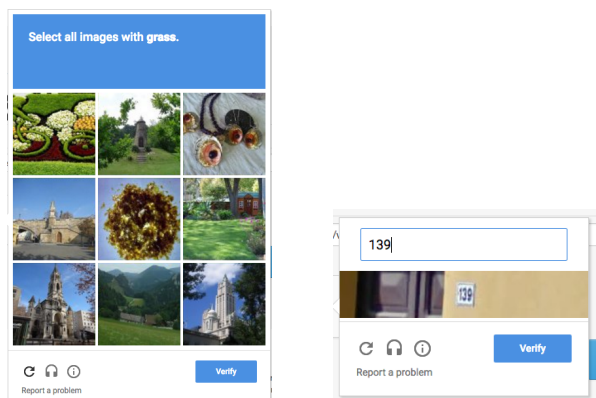 Select all images with grass.
Verify
Report a problem
139
139
Verify
Report a problem